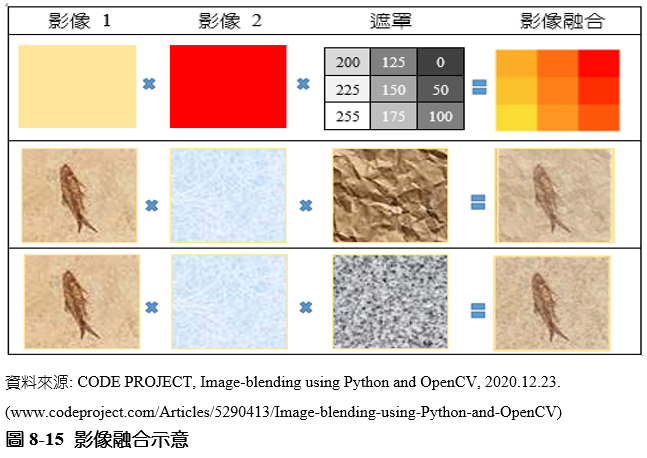 影像 1 影像 2 遮罩 影像融合
200 125 0
225 150 50
255 175 100
資料來源: CODE PROJECT, Image-blending using Python and OpenCV, 2020.12.23.
(www.codeproject.com/Articles/5290413/Image-blending-using-Python-and-OpenCV)
圖 8-15 影像融合示意